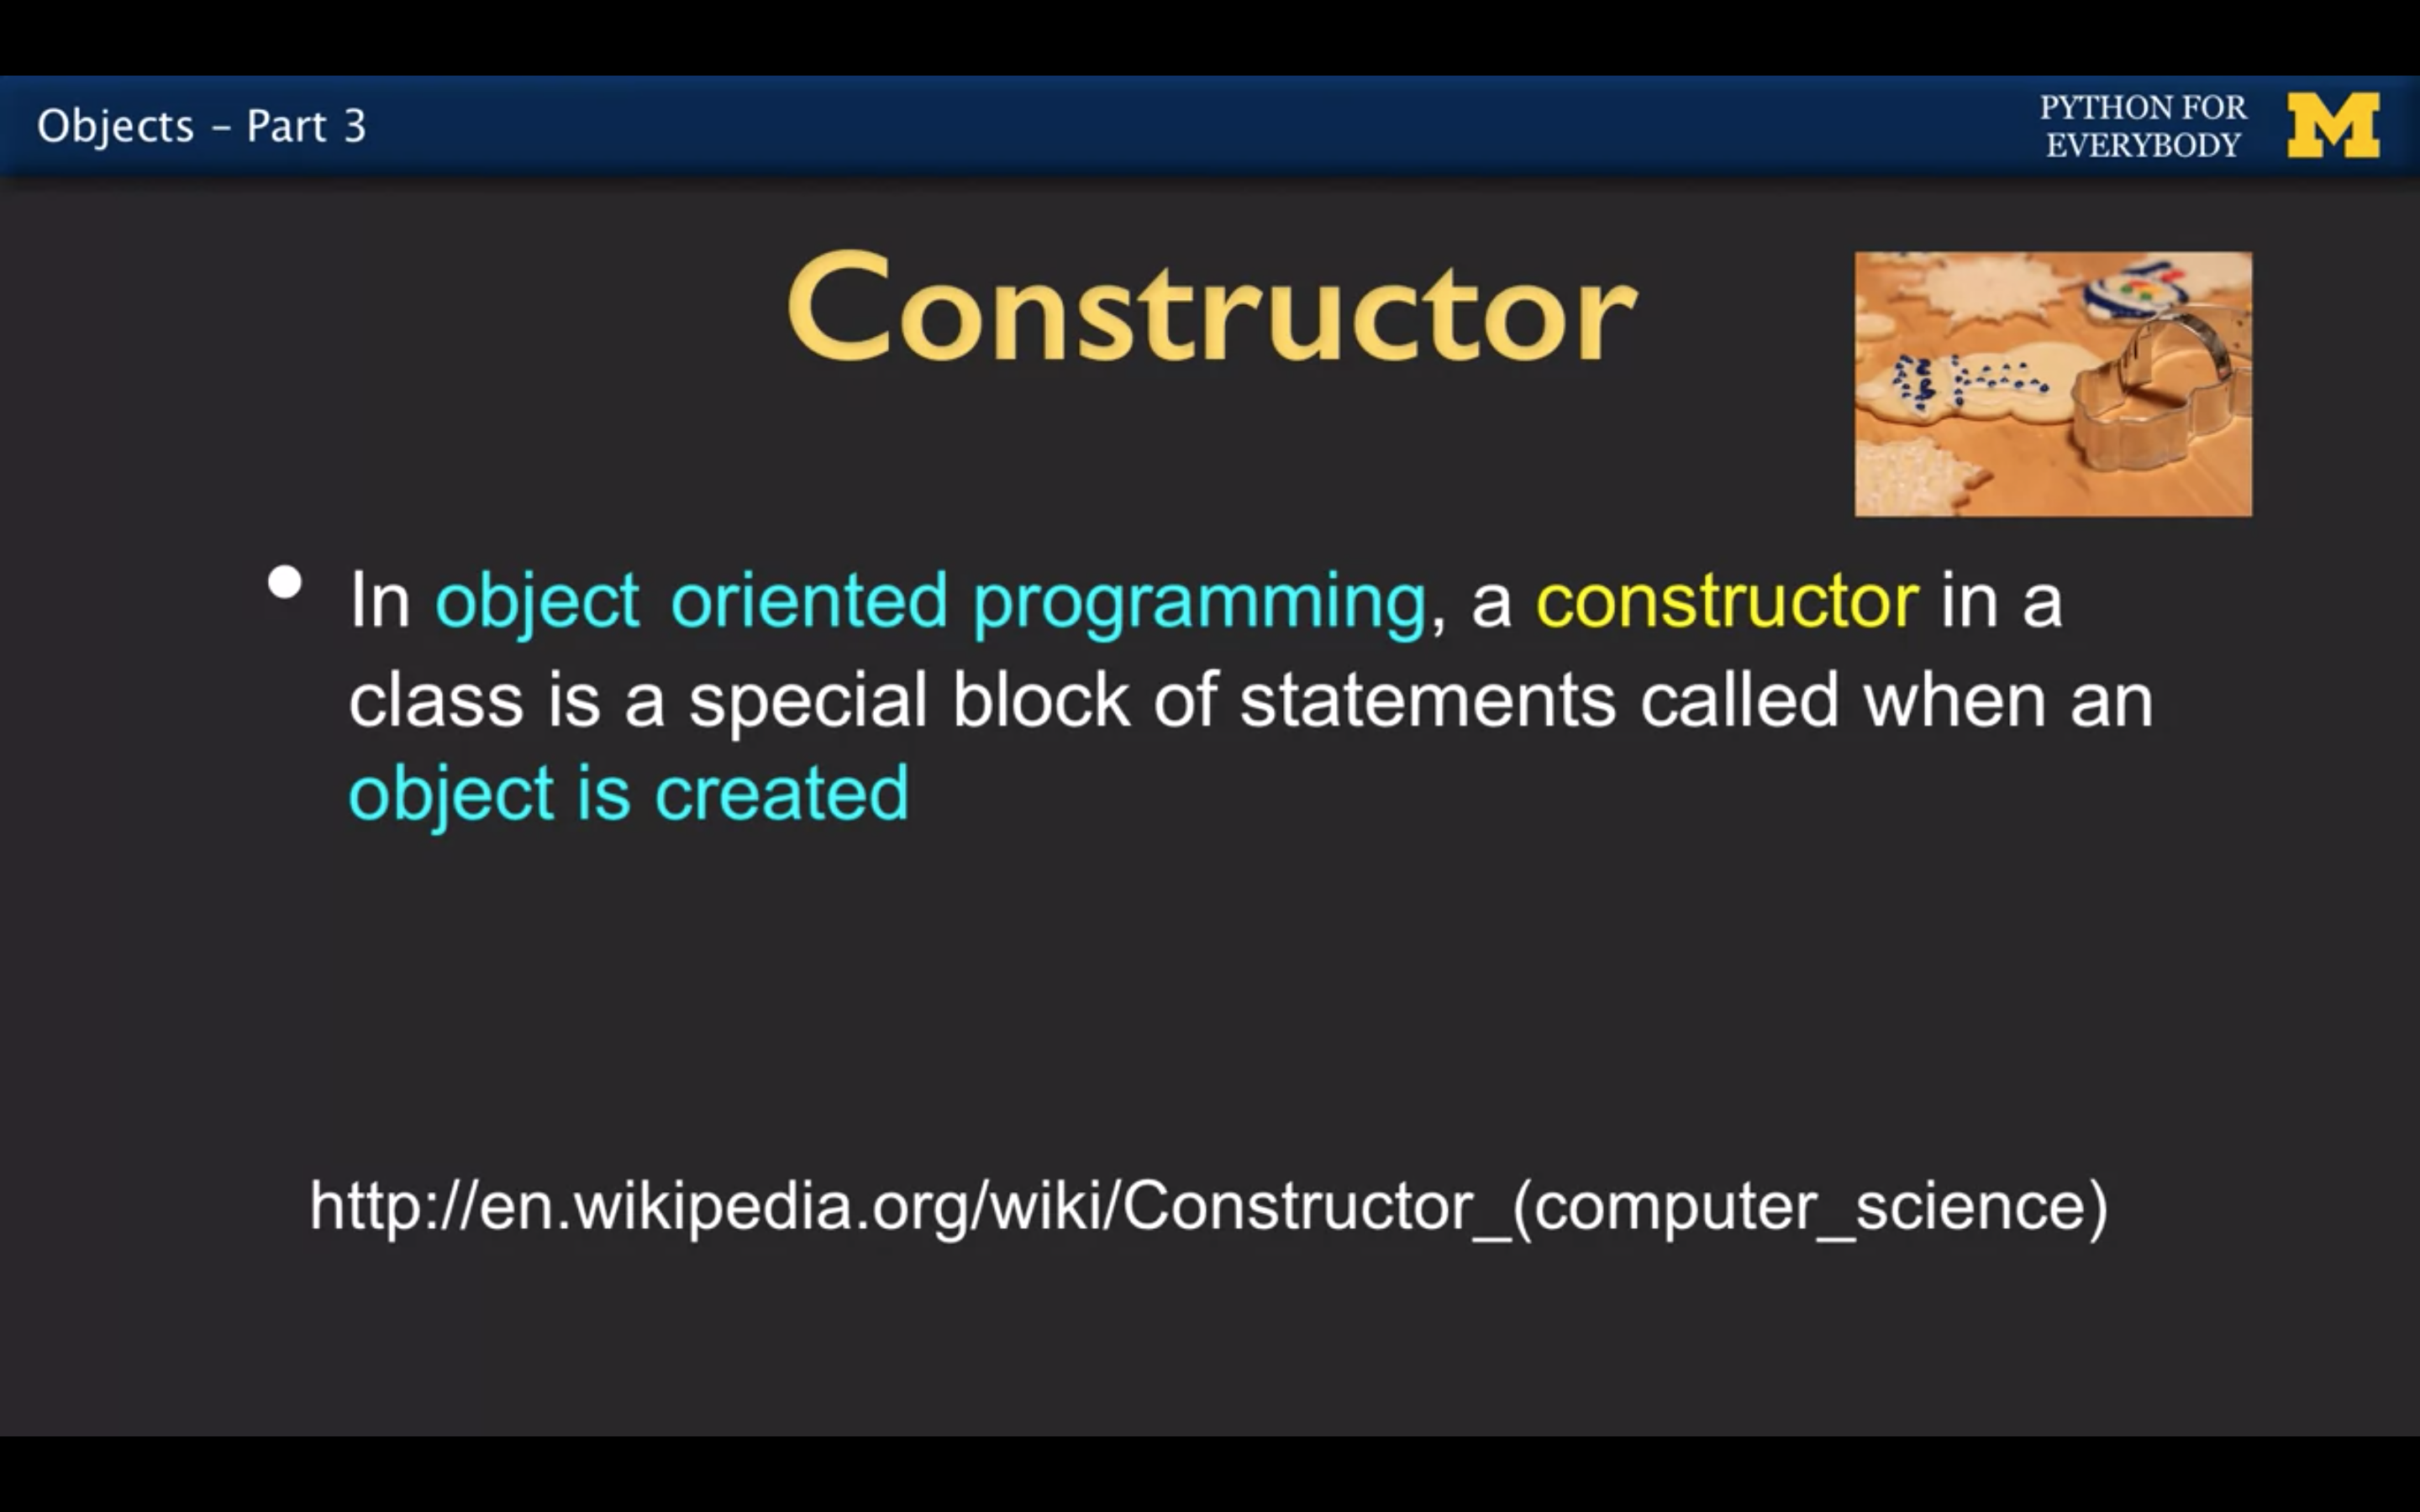 Objects – Part 3
PYTHON FOR
EVERYBODY
M
Constructor
• In object oriented programming, a constructor in a
class is a special block of statements called when an
object is created
http://en.wikipedia.org/wiki/Constructor_(computer_science)